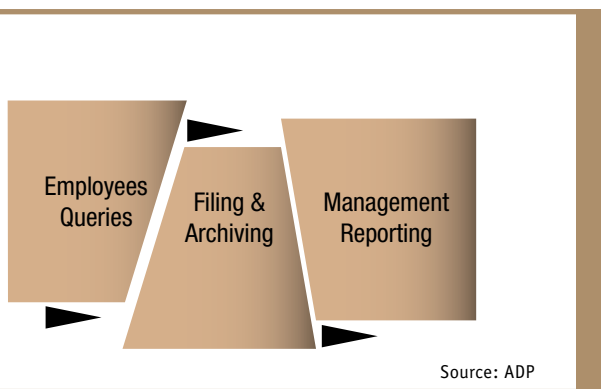 Employees
Queries
Filing &
Archiving
Management
Reporting
Source: ADP